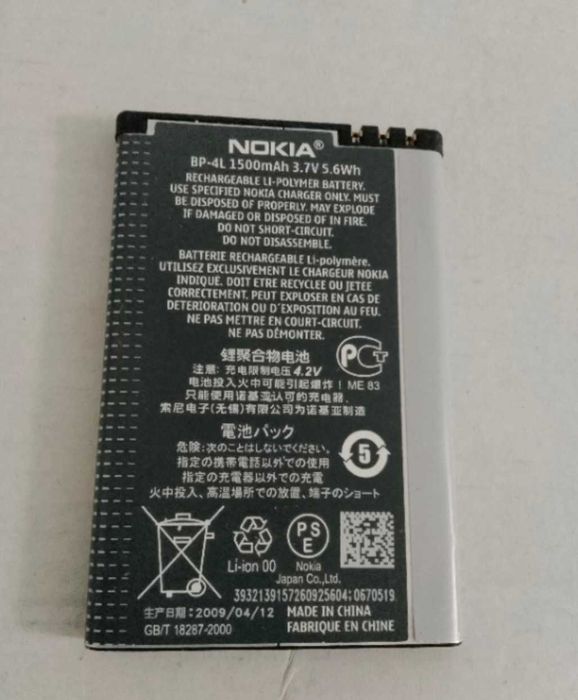 NOKIA®
BP-4L 1500mAh 3.7V 5.6Wh
RECHARGEABLE LI-POLYMER BATTERY.
USE SPECIFIED NOKIA CHARGER ONLY. MUST
BE DISPOSED OF PROPERLY. MAY EXPLODE
IF DAMAGED OR DISPOSED OF IN FIRE.
DO NOT SHORT-CIRCUIT.
DO NOT DISASSEMBLE.
BATTERIE RECHARGEABLE Li-polymère.
UTILISEZ EXCLUSIVEMENT LE CHARGEUR NOKIA
INDIQUÉ. DOIT ETRE RECYCLEE OU JETEE
CORRECTEMENT. PEUT EXPLOSER EN CAS DE
DETERIORATION OU D'EXPOSITION AU FEU.
NE PAS METTRE EN COURT-CIRCUIT.
NE PAS DÉMONTER.
锂聚合物电池
注意: 充电限制电压 4.2V
电池投入火中可能引起爆炸! ME 83
只能使用诺基亚认可的充电器.
索尼电子(无锡)有限公司为诺基亚制造
電池パック
危険:次のことはしないでください。
指定の携帯電話以外での使用
指定の充電器以外での充電
火中投入、高温場所での放置、端子のショート
5
PS
E
Li-ion 00
Nokia
Japan Co.,Ltd.
3932139157260925604; 0670519
生产日期: 2009/04/12
MADE IN CHINA
GB/T 18287-2000
FABRIQUE EN CHINE